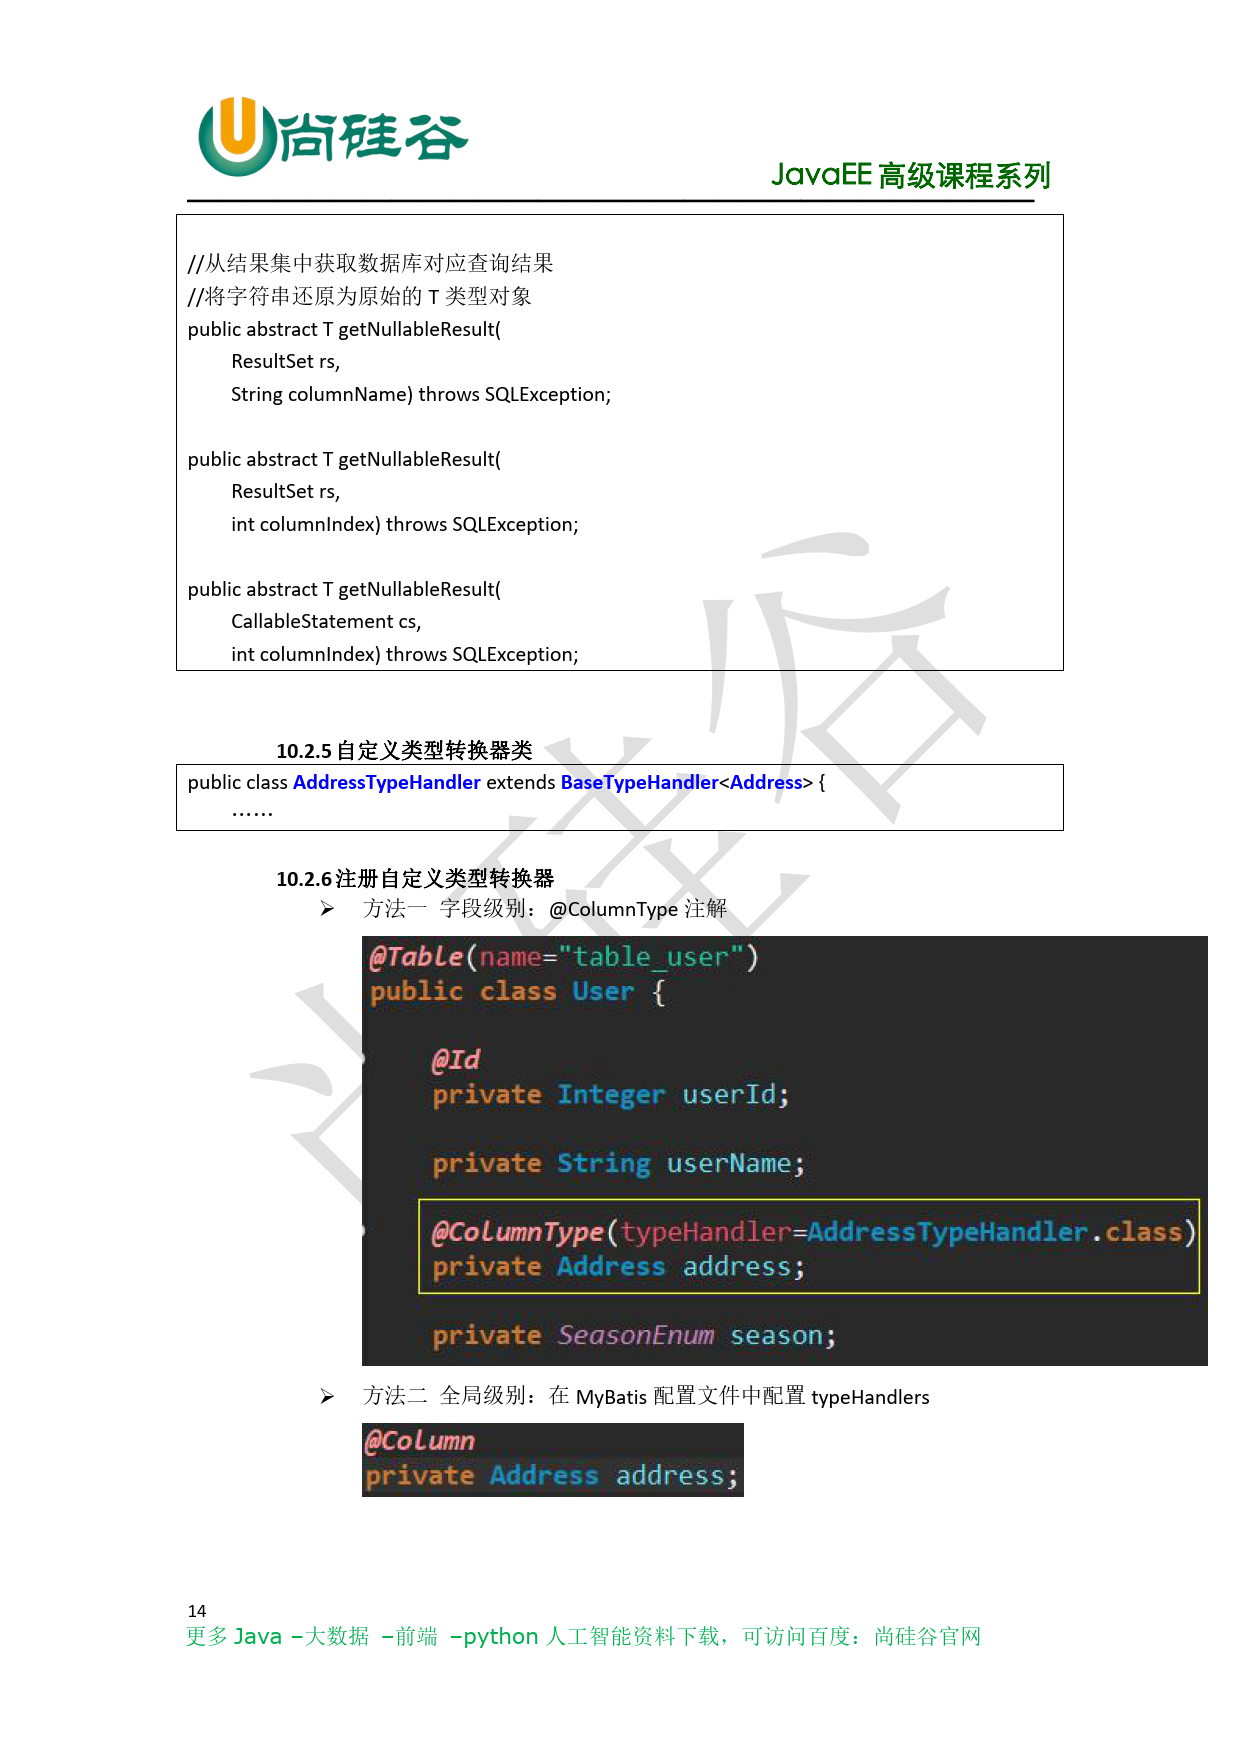 尚硅谷
JavaEE 高级课程系列
//从结果集中获取数据库对应查询结果
//将字符串还原为原始的 T 类型对象
public abstract T getNullableResult(
ResultSet rs,
String columnName) throws SQLException;
public abstract T getNullableResult(
ResultSet rs,
int columnIndex) throws SQLException;
public abstract T getNullableResult(
CallableStatement cs,
int columnIndex) throws SQLException;
10.2.5 自定义类型转换器类
public class AddressTypeHandler extends BaseTypeHandler<Address> {
……
10.2.6 注册自定义类型转换器
➢ 方法一 字段级别：@ColumnType 注解
@Table(name="table_user")
public class User {
@Id
private Integer userId;
private String userName;
@ColumnType(typeHandler=AddressTypeHandler.class)
private Address address;
private SeasonEnum season;
➢ 方法二 全局级别：在 MyBatis 配置文件中配置 typeHandlers
@Column
private Address address;
14
更多 Java –大数据 –前端 –python 人工智能资料下载，可访问百度：尚硅谷官网
尚硅谷